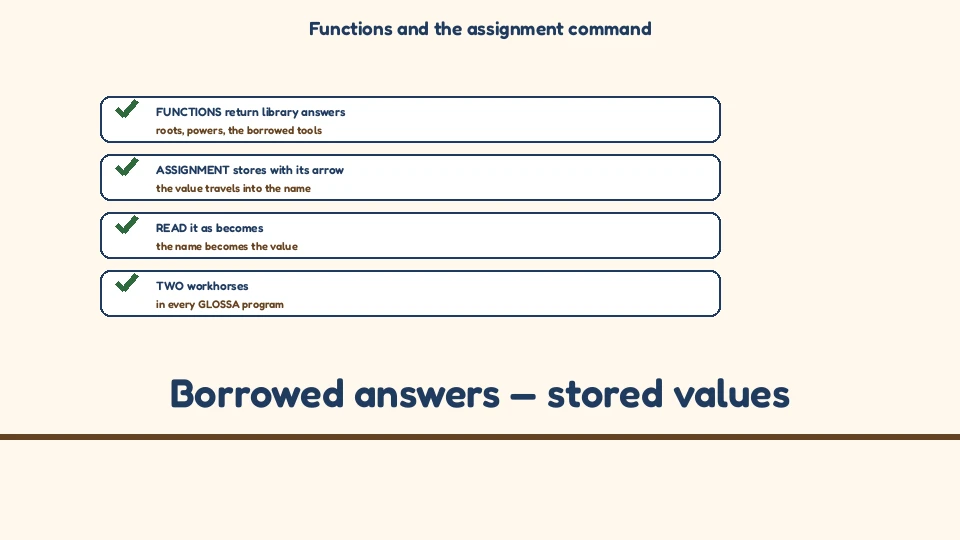 Functions and the assignment command
FUNCTIONS return library answers
roots, powers, the borrowed tools
ASSIGNMENT stores with its arrow
the value travels into the name
READ it as becomes
the name becomes the value
TWO workhorses
in every GLOSSA program
Borrowed answers — stored values